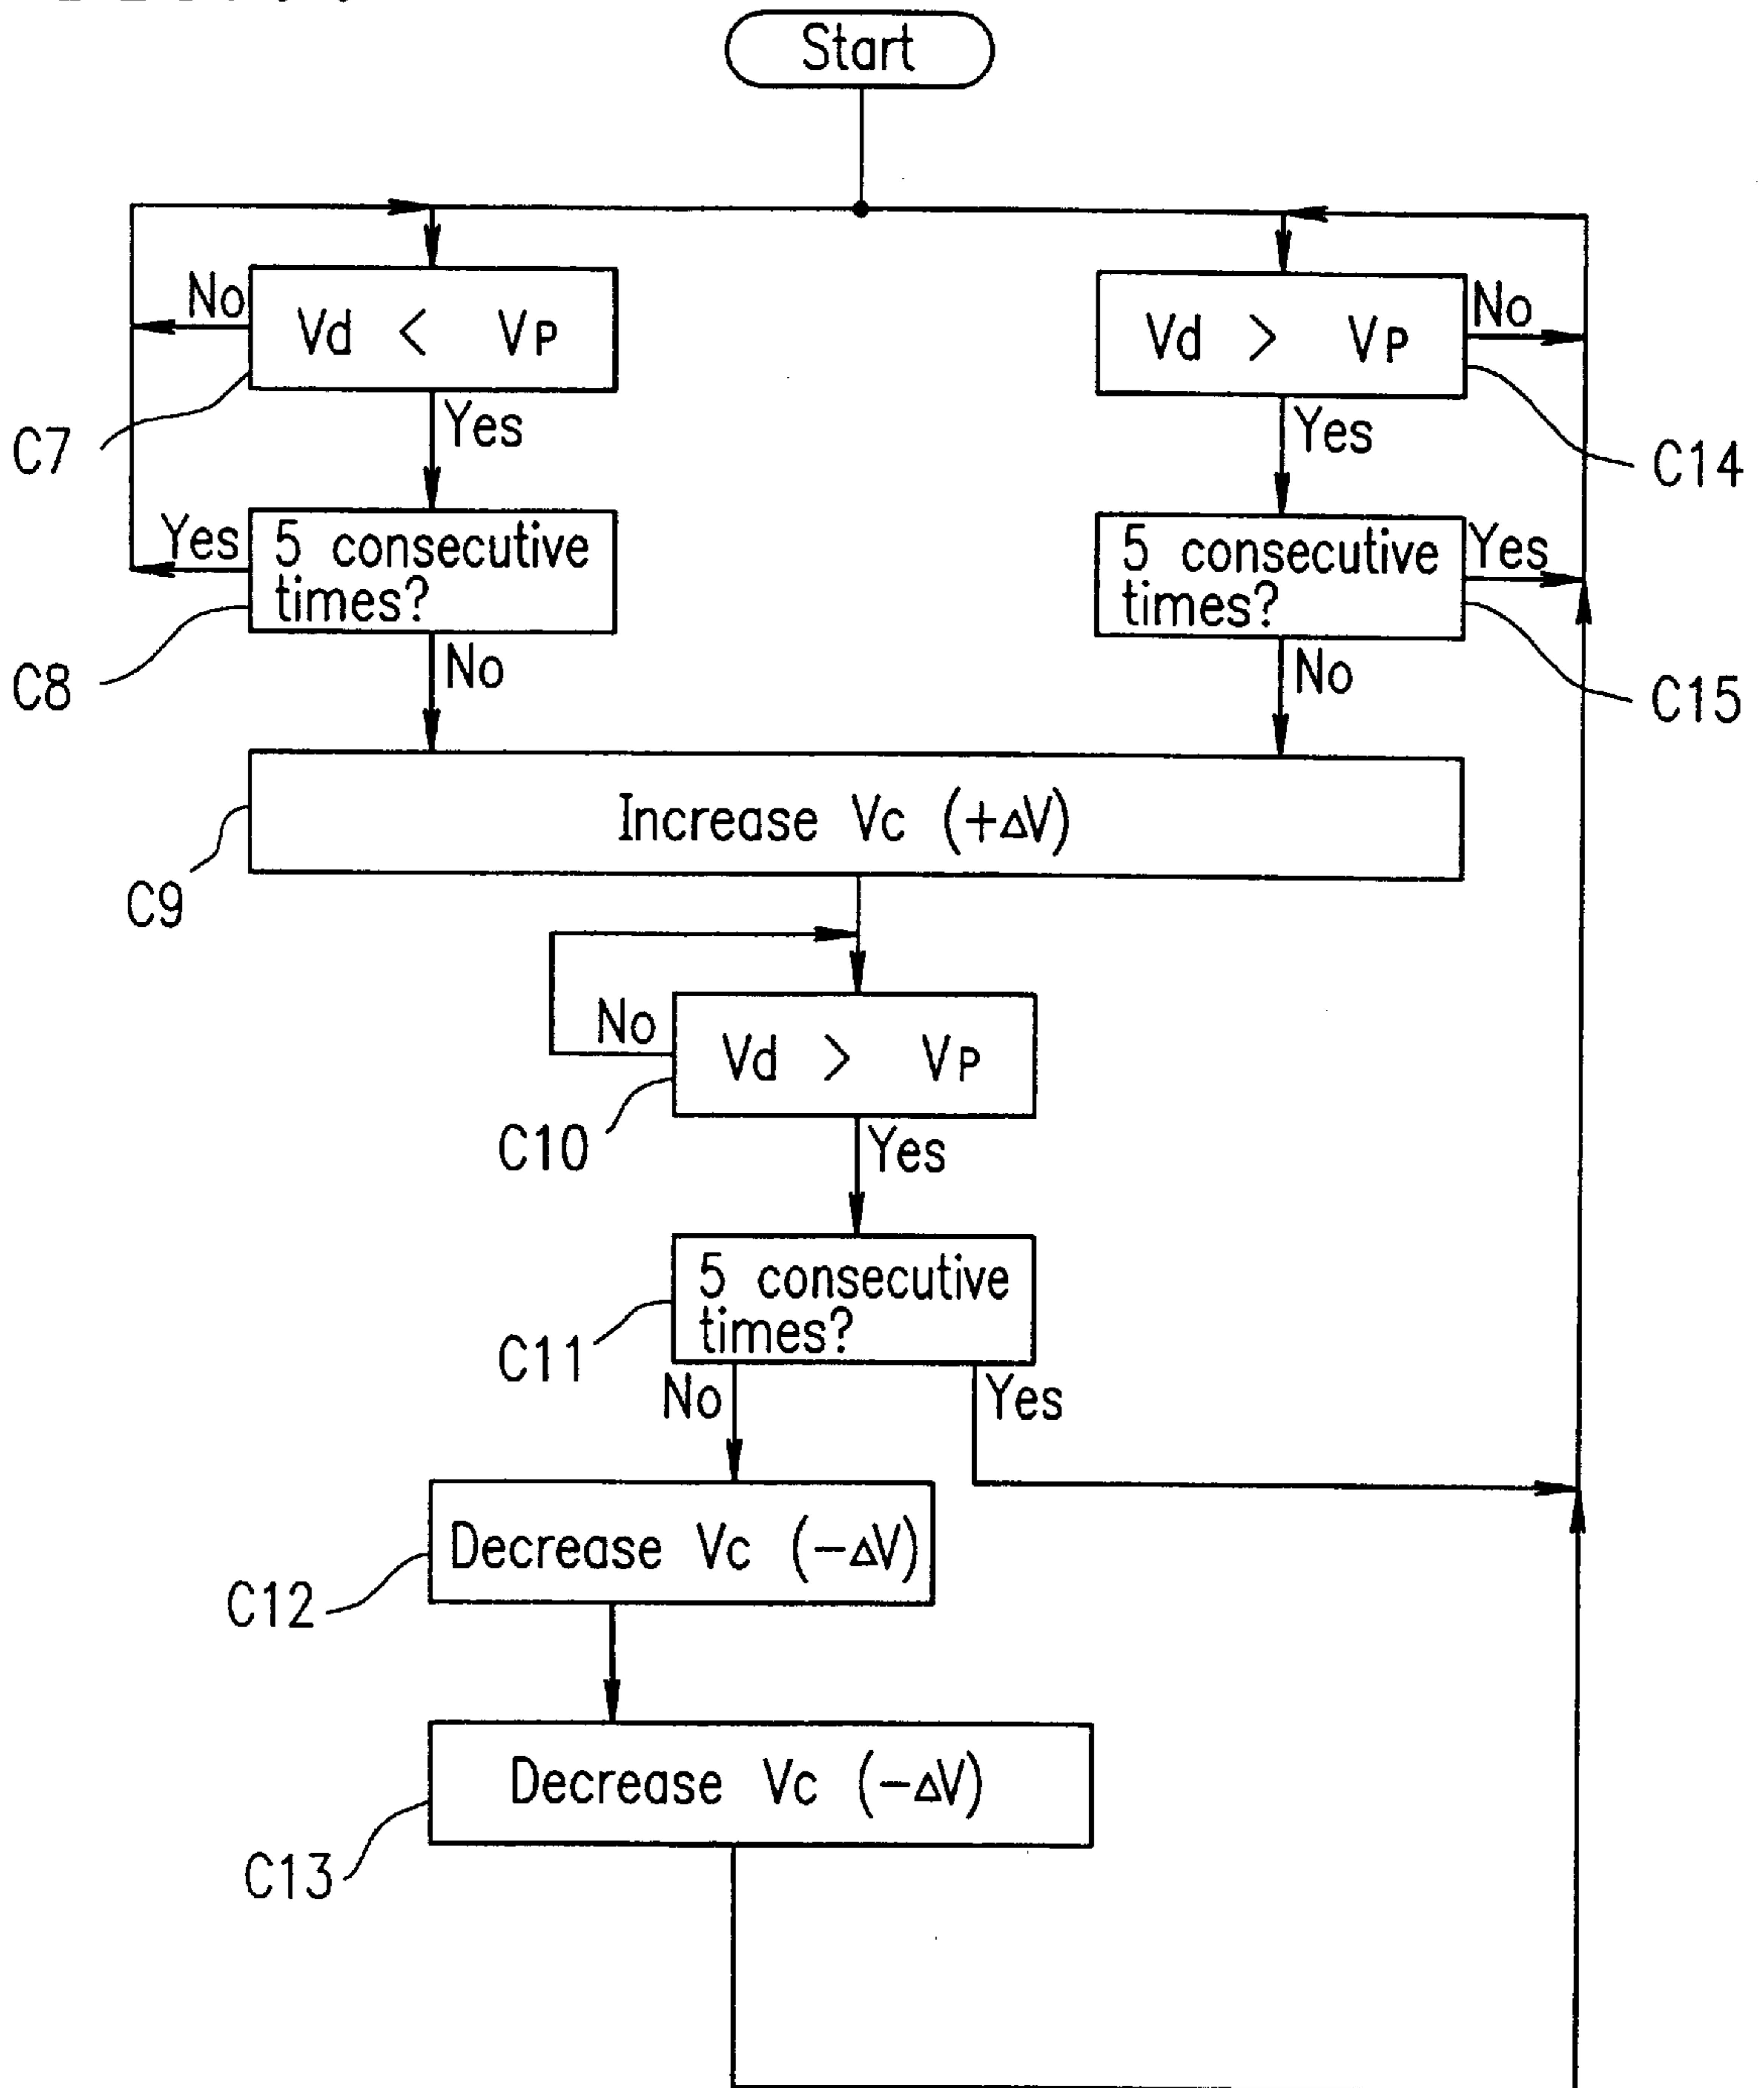 Start
No
Vd < VP
Vd > VP
No
C7
Yes
Yes
C14
Yes
5 consecutive
times?
5 consecutive
times?
Yes
C8
No
No
C15
Increase Vc (+ΔV)
C9
No
Vd > VP
C10
Yes
5 consecutive
times?
C11
No
Yes
Decrease Vc (−ΔV)
C12
Decrease Vc (−ΔV)
C13